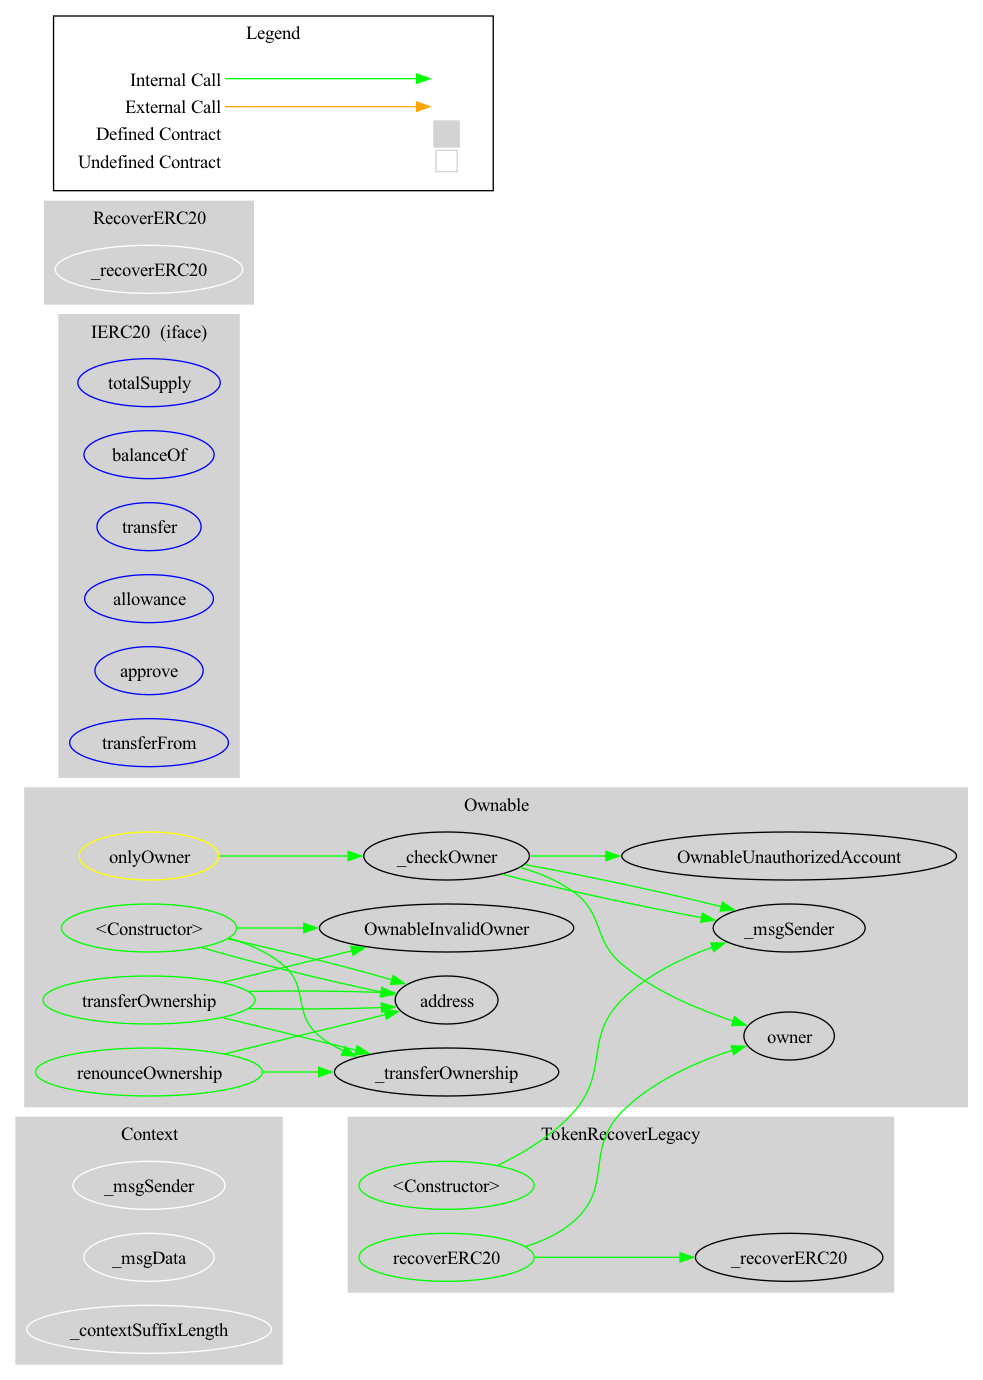 Legend
Internal Call
External Call
Defined Contract
Undefined Contract
RecoverERC20
_recoverERC20
IERC20  (iface)
totalSupply
balanceOf
transfer
allowance
approve
transferFrom
Ownable
onlyOwner
_checkOwner
OwnableUnauthorizedAccount
<Constructor>
OwnableInvalidOwner
_msgSender
transferOwnership
address
owner
renounceOwnership
_transferOwnership
Context
_msgSender
_msgData
_contextSuffixLength
TokenRecoverLegacy
<Constructor>
recoverERC20
_recoverERC20